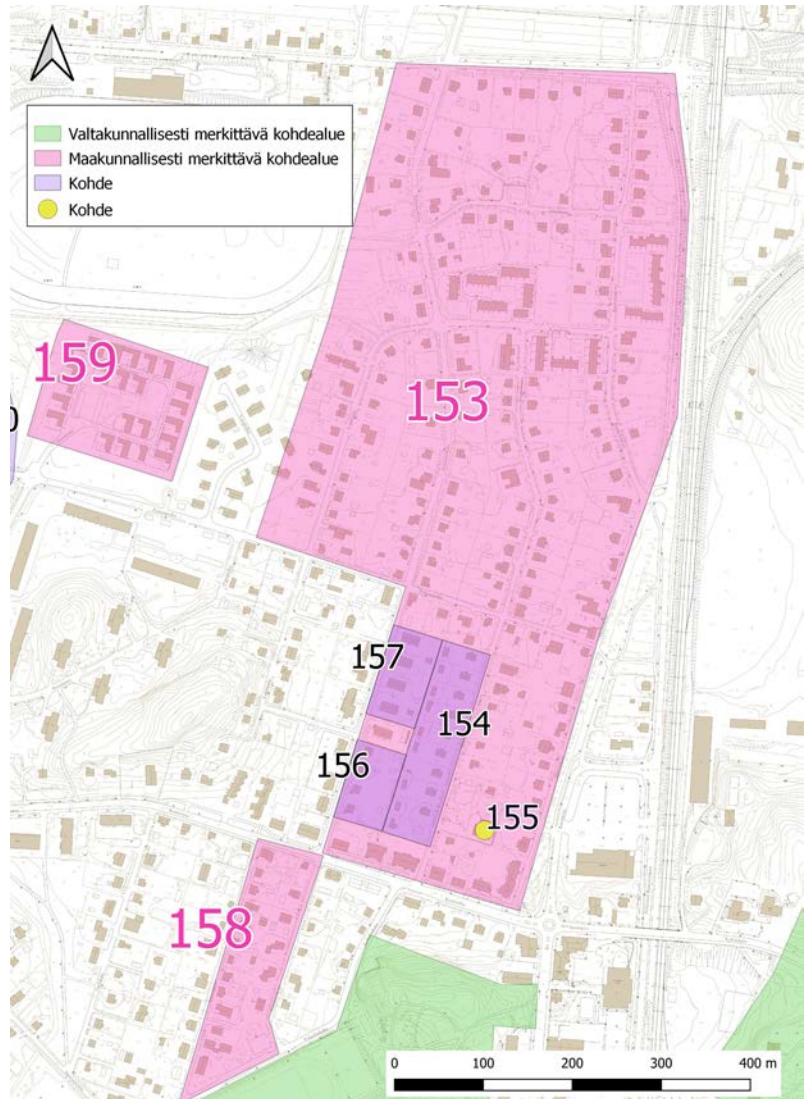 Valtakunnallisesti merkittävä kohdealue
Maakunnallisesti merkittävä kohdealue
Kohde
Kohde
159
0
153
157
154
156
155
158
0 100 200 300 400 m